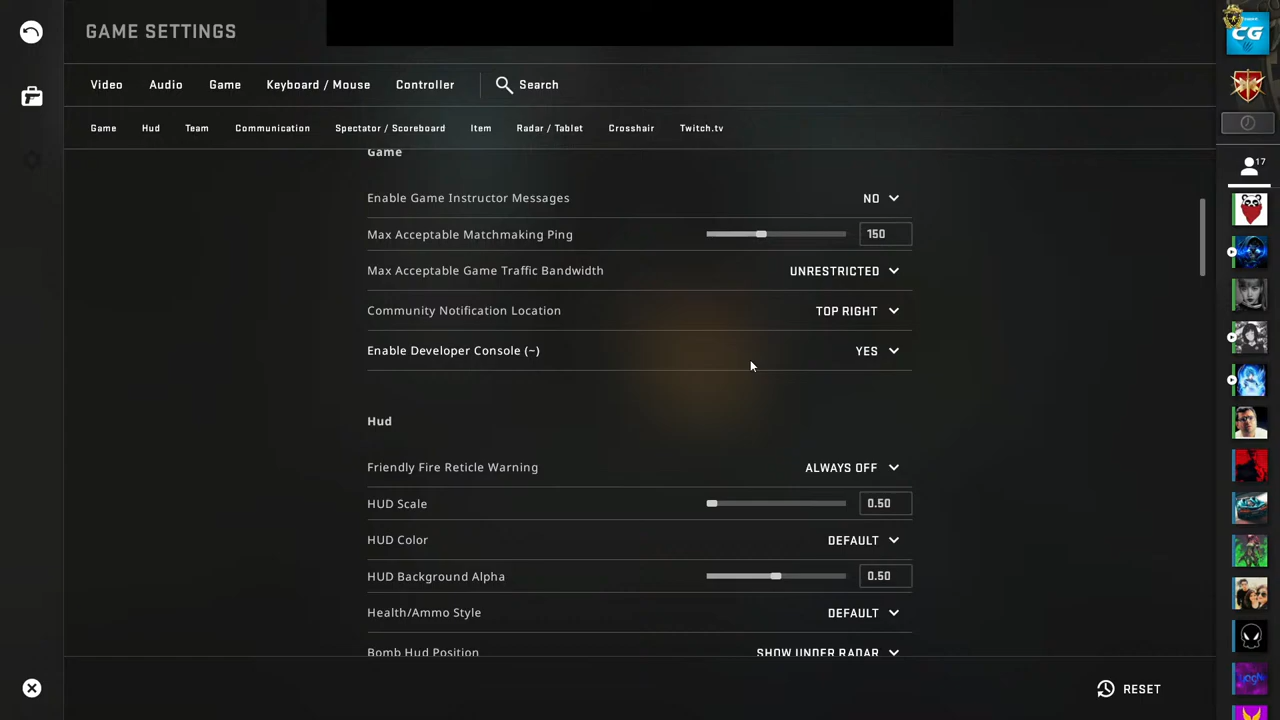 GAME SETTINGS
Video Audio Game Keyboard / Mouse Controller Search
Game Hud Team Communication Spectator / Scoreboard Item Radar / Tablet Crosshair Twitch.tv
Game
Enable Game Instructor Messages NO
Max Acceptable Matchmaking Ping 150
Max Acceptable Game Traffic Bandwidth UNRESTRICTED
Community Notification Location TOP RIGHT
Enable Developer Console (~) YES
Hud
Friendly Fire Reticle Warning ALWAYS OFF
HUD Scale 0.50
HUD Color DEFAULT
HUD Background Alpha 0.50
Health/Ammo Style DEFAULT
Bomb Hud Position SHOW UNDER RADAR
RESET
CG
17